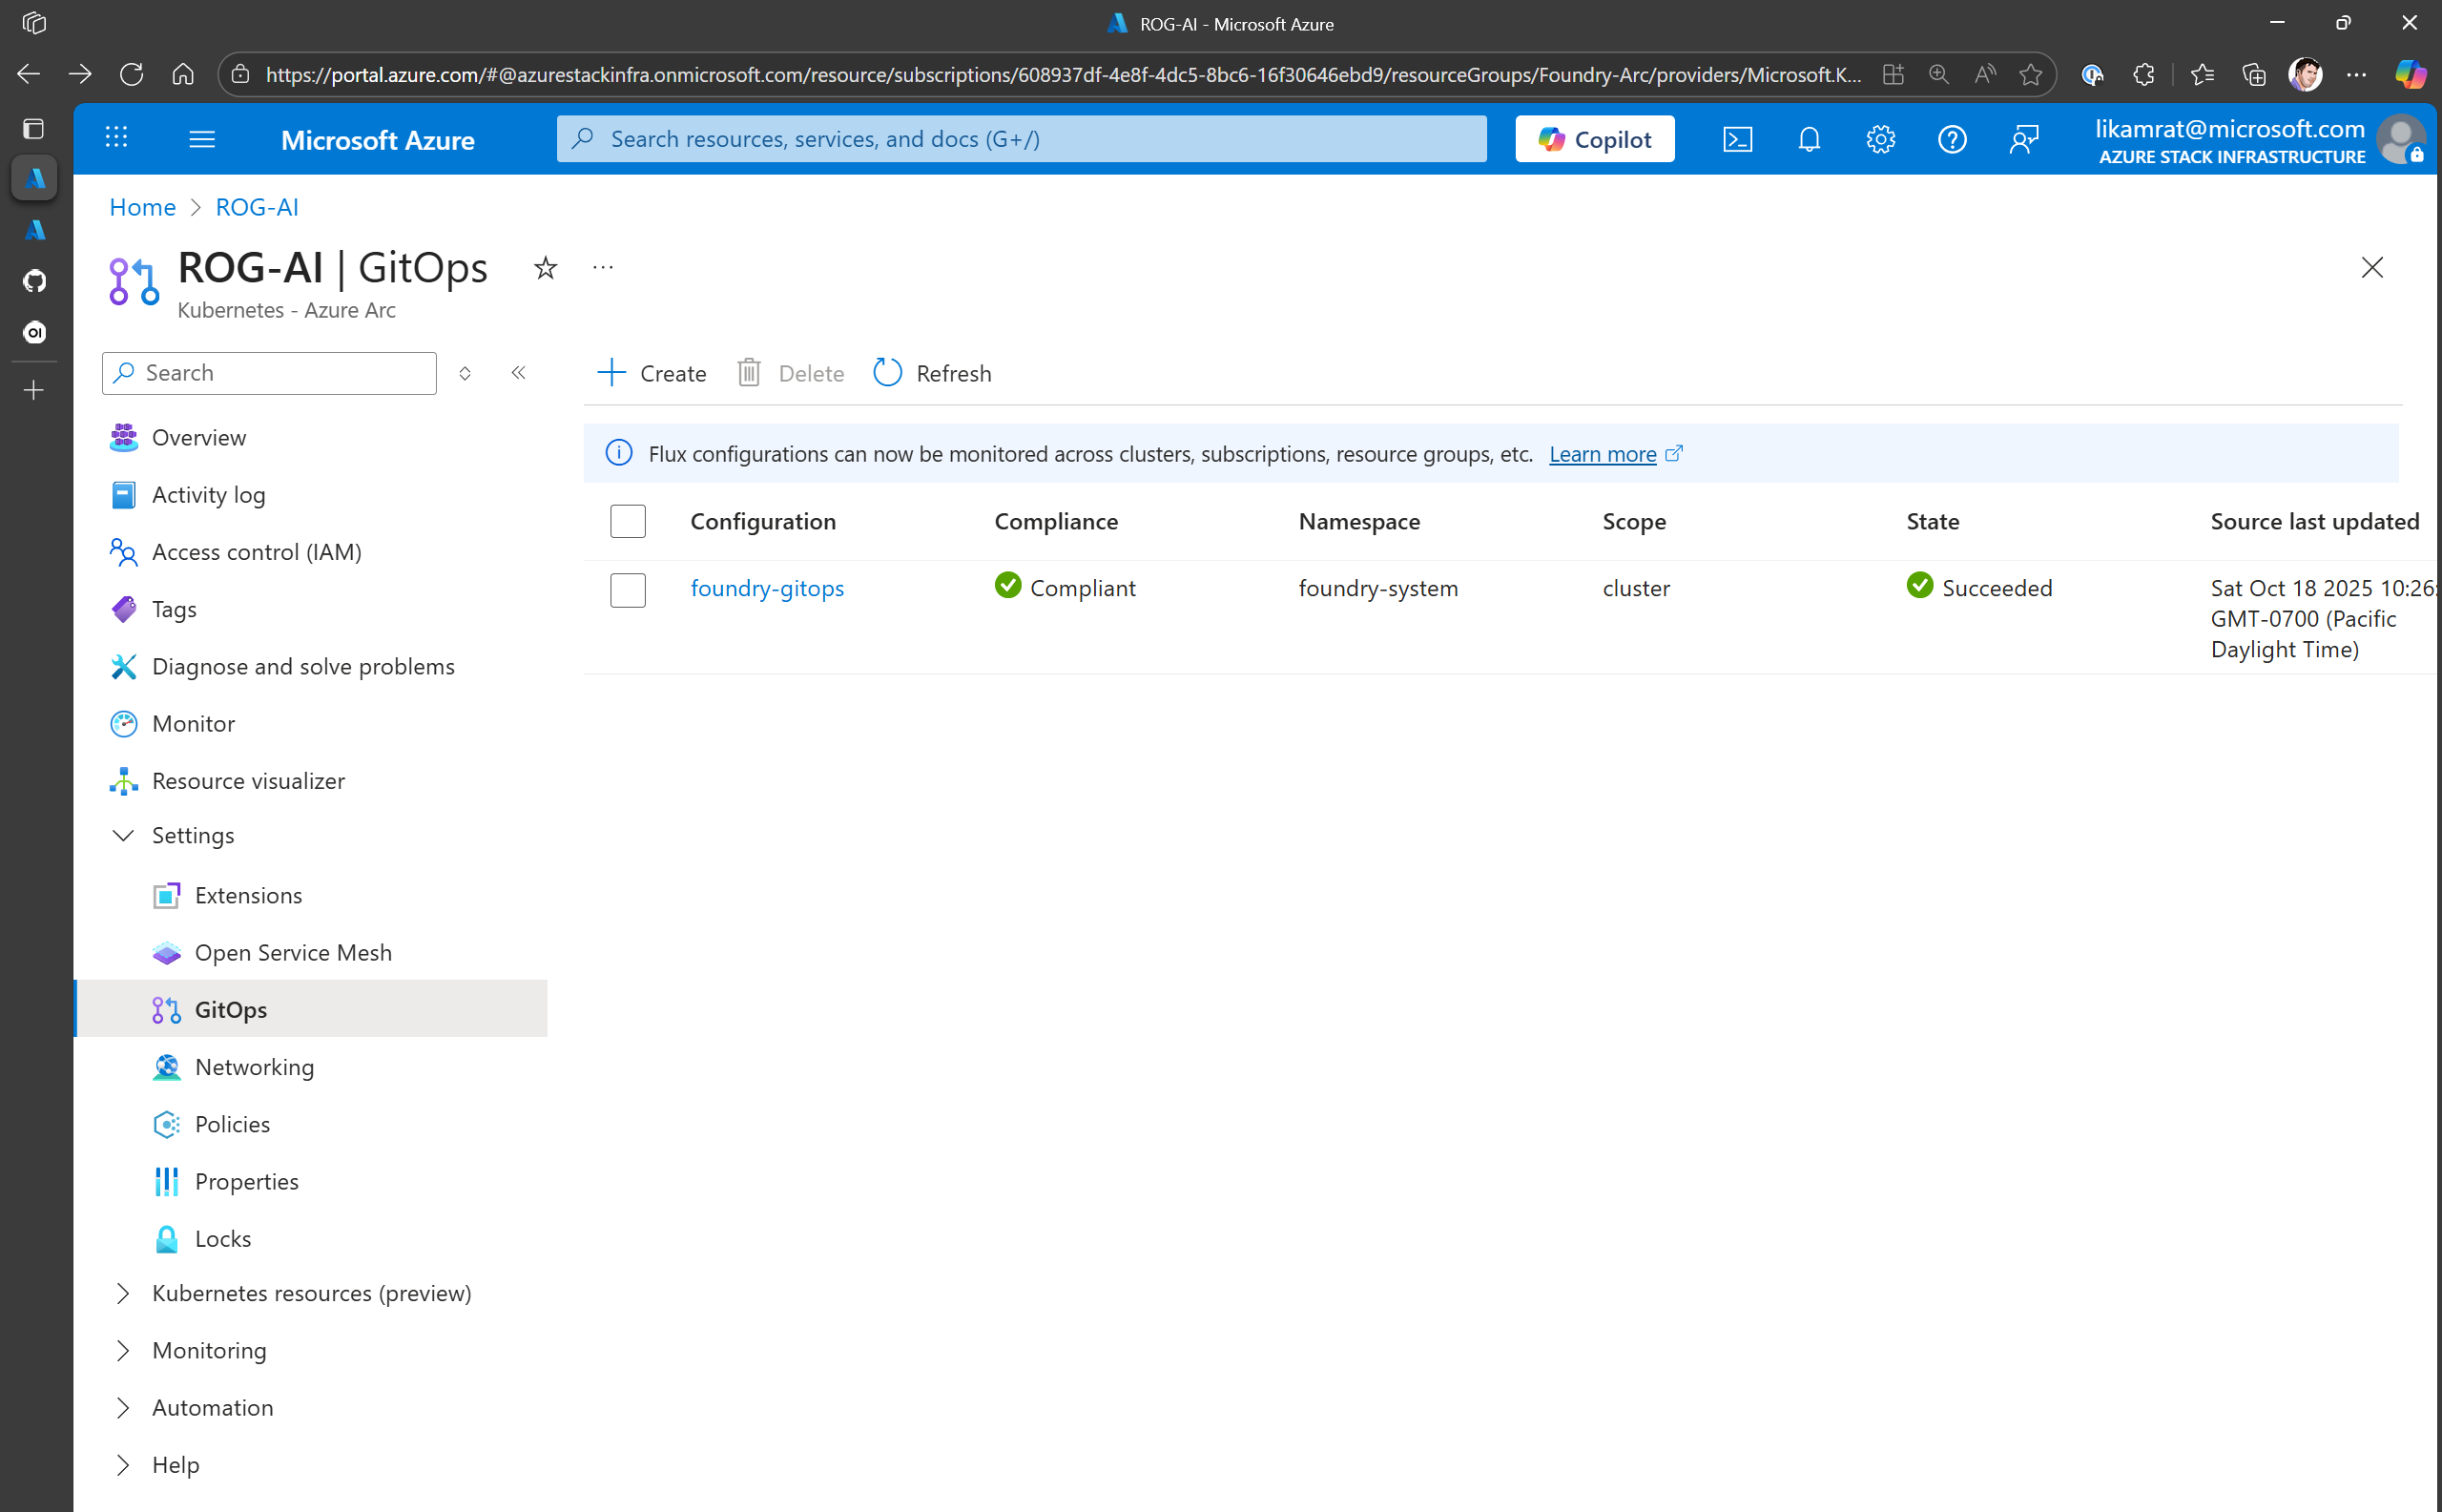 ROG-AI - Microsoft Azure
https://portal.azure.com/#@azurestackinfra.onmicrosoft.com/resource/subscriptions/608937df-4e8f-4dc5-8bc6-16f30646ebd9/resourceGroups/Foundry-Arc/providers/Microsoft.K...
Microsoft Azure
Search resources, services, and docs (G+/)
Copilot
likamrat@microsoft.com
AZURE STACK INFRASTRUCTURE
Home > ROG-AI
ROG-AI | GitOps
Kubernetes - Azure Arc
Search
Create
Delete
Refresh
Overview
Activity log
Access control (IAM)
Tags
Diagnose and solve problems
Monitor
Resource visualizer
Settings
Extensions
Open Service Mesh
GitOps
Networking
Policies
Properties
Locks
Kubernetes resources (preview)
Monitoring
Automation
Help
Flux configurations can now be monitored across clusters, subscriptions, resource groups, etc. Learn more
Configuration Compliance Namespace Scope State Source last updated
foundry-gitops Compliant foundry-system cluster Succeeded Sat Oct 18 2025 10:26:
GMT-0700 (Pacific
Daylight Time)